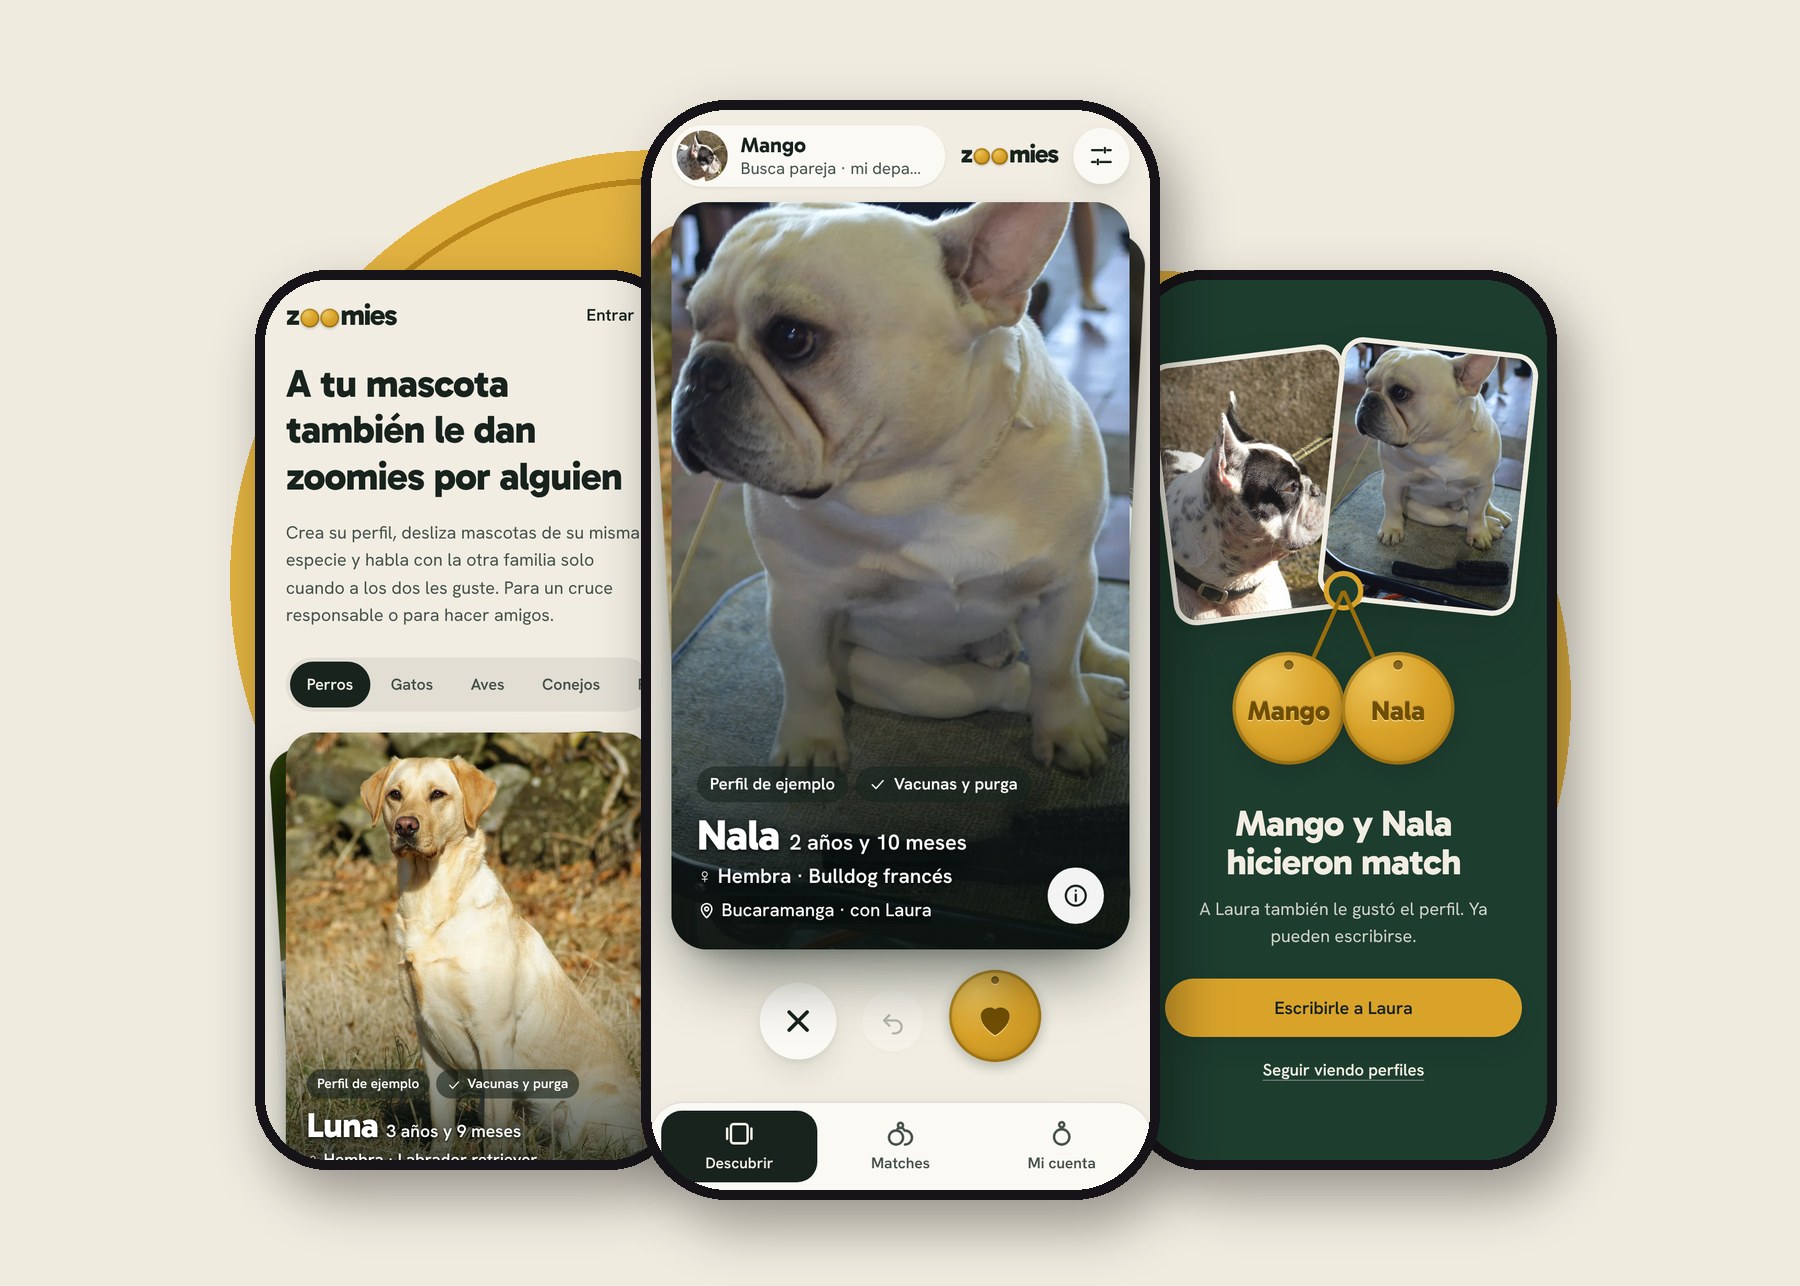 zoomies
Entrar
A tu mascota
también le dan
zoomies por alguien
Crea su perfil, desliza mascotas de su misma
especie y habla con la otra familia solo
cuando a los dos les guste. Para un cruce
responsable o para hacer amigos.
Perros Gatos Aves Conejos
Perfil de ejemplo Vacunas y purga
Luna 3 años y 9 meses
Hembra · Labrador retriever
Mango
Busca pareja · mi depa...
zoomies
Perfil de ejemplo Vacunas y purga
Nala 2 años y 10 meses
♀ Hembra · Bulldog francés
Bucaramanga · con Laura
Descubrir Matches Mi cuenta
Mango Nala
Mango y Nala
hicieron match
A Laura también le gustó el perfil. Ya
pueden escribirse.
Escribirle a Laura
Seguir viendo perfiles